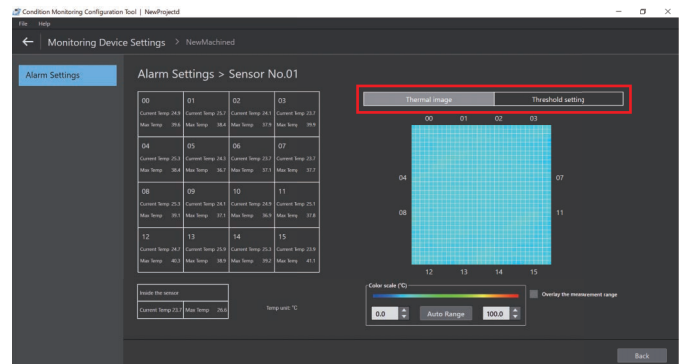 Condition Monitoring Configuration Tool | NewProjectd
File Help
← Monitoring Device Settings > NewMachined
Alarm Settings
Alarm Settings > Sensor No.01
00 01 02 03
Current Temp 24.9 Current Temp 25.7 Current Temp 24.1 Current Temp 23.7
Max Temp 39.6 Max Temp 38.4 Max Temp 37.9 Max Temp 39.9
04 05 06 07
Current Temp 25.3 Current Temp 24.3 Current Temp 23.7 Current Temp 25.7
Max Temp 38.4 Max Temp 36.7 Max Temp 37.1 Max Temp 37.7
08 09 10 11
Current Temp 25.3 Current Temp 24.1 Current Temp 24.9 Current Temp 25.1
Max Temp 39.1 Max Temp 37.1 Max Temp 36.9 Max Temp 37.8
12 13 14 15
Current Temp 24.7 Current Temp 25.9 Current Temp 25.3 Current Temp 23.9
Max Temp 40.3 Max Temp 38.9 Max Temp 39.2 Max Temp 41.1
Inside the sensor
Current Temp 23.7 Max Temp 26.6
Temp unit: °C
Thermal image Threshold setting
00 01 02 03
04 07
08 11
12 13 14 15
Color scale (°C)
0.0 Auto Range 100.0
Overlay the measurement range
Back